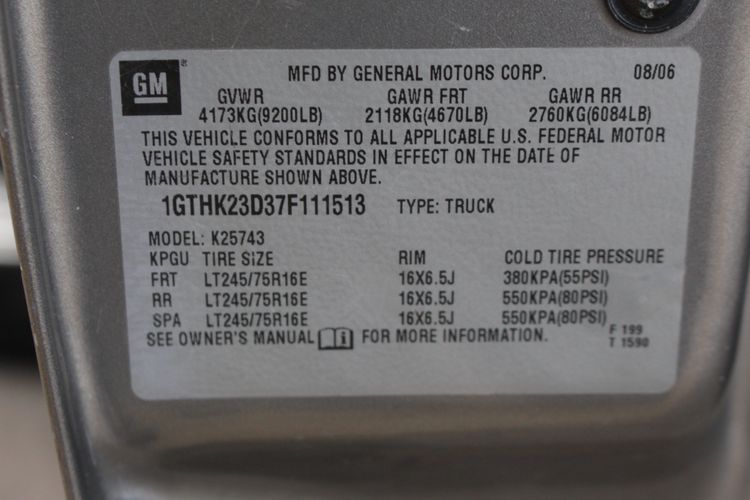 GM ® MFD BY GENERAL MOTORS CORP. 08/06
GVWR GAWR FRT GAWR RR
4173KG(9200LB) 2118KG(4670LB) 2760KG(6084LB)
THIS VEHICLE CONFORMS TO ALL APPLICABLE U.S. FEDERAL MOTOR
VEHICLE SAFETY STANDARDS IN EFFECT ON THE DATE OF
MANUFACTURE SHOWN ABOVE.
1GTHK23D37F111513 TYPE: TRUCK
MODEL: K25743
KPGU TIRE SIZE RIM COLD TIRE PRESSURE
FRT LT245/75R16E 16X6.5J 380KPA(55PSI)
RR LT245/75R16E 16X6.5J 550KPA(80PSI)
SPA LT245/75R16E 16X6.5J 550KPA(80PSI)
SEE OWNER'S MANUAL FOR MORE INFORMATION. F 199
T 1590